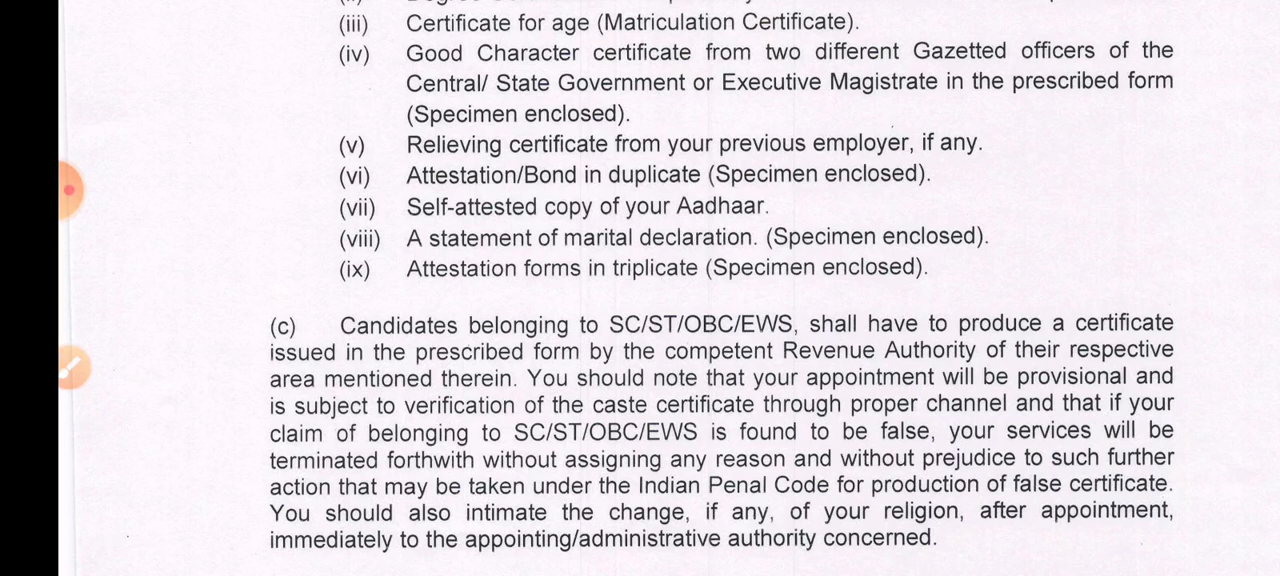 (iii) Certificate for age (Matriculation Certificate).
(iv) Good Character certificate from two different Gazetted officers of the
Central/ State Government or Executive Magistrate in the prescribed form
(Specimen enclosed).
(v) Relieving certificate from your previous employer, if any.
(vi) Attestation/Bond in duplicate (Specimen enclosed).
(vii) Self-attested copy of your Aadhaar.
(viii) A statement of marital declaration. (Specimen enclosed).
(ix) Attestation forms in triplicate (Specimen enclosed).
(c) Candidates belonging to SC/ST/OBC/EWS, shall have to produce a certificate
issued in the prescribed form by the competent Revenue Authority of their respective
area mentioned therein. You should note that your appointment will be provisional and
is subject to verification of the caste certificate through proper channel and that if your
claim of belonging to SC/ST/OBC/EWS is found to be false, your services will be
terminated forthwith without assigning any reason and without prejudice to such further
action that may be taken under the Indian Penal Code for production of false certificate.
You should also intimate the change, if any, of your religion, after appointment,
immediately to the appointing/administrative authority concerned.